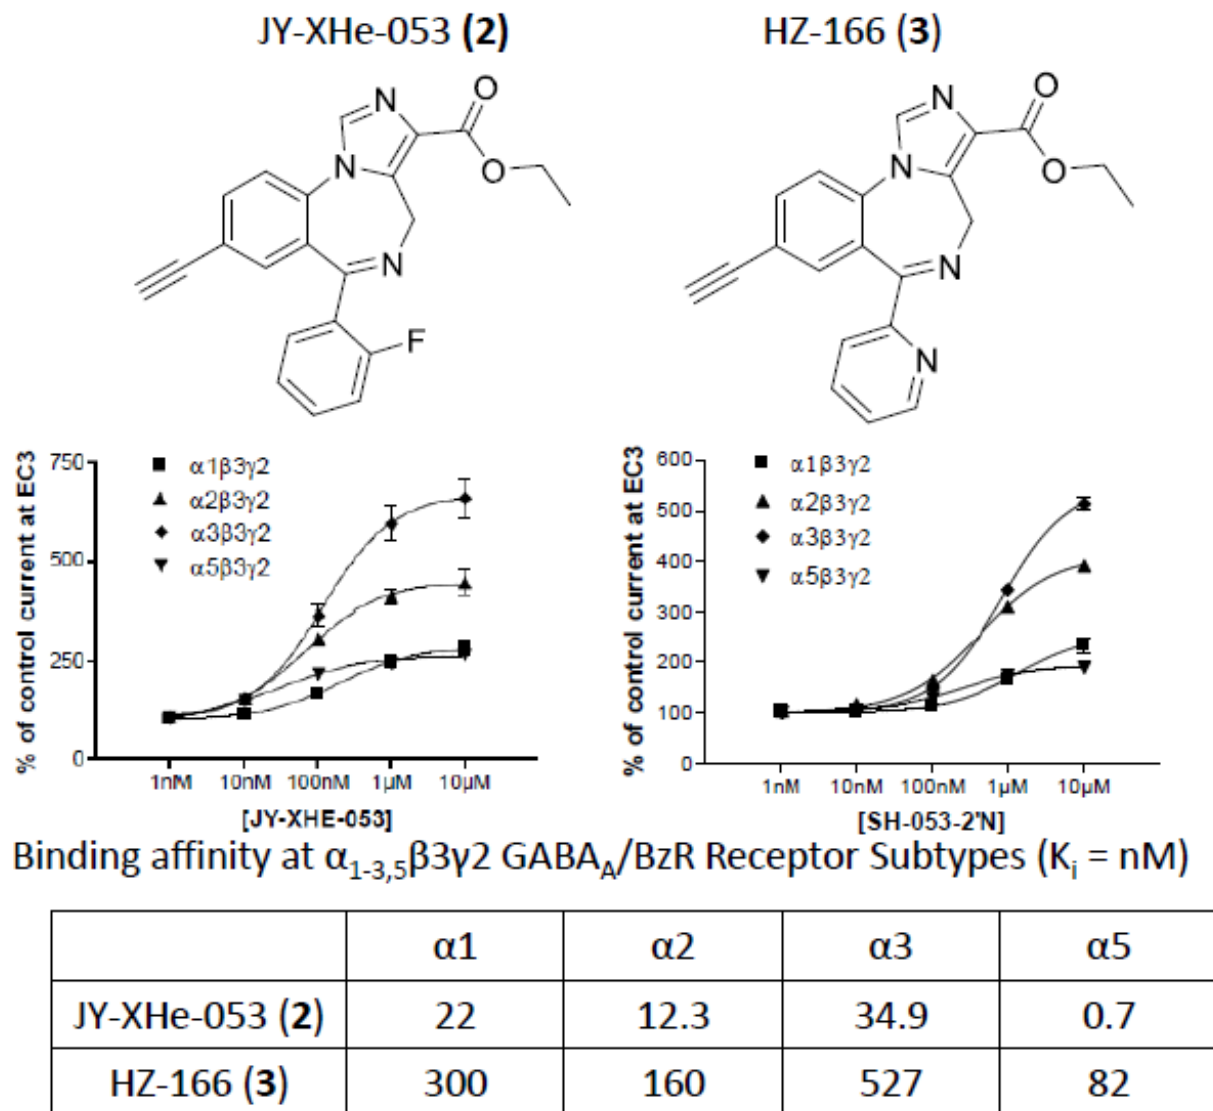 JY-XHe-053 (2)
HZ-166 (3)
N
O
N
O
N
F
N
O
N
O
N
N
% of control current at EC3
750
500
250
0
α1β3γ2
α2β3γ2
α3β3γ2
α5β3γ2
1nM 10nM 100nM 1µM 10µM
[JY-XHE-053]
% of control current at EC3
600
500
400
300
200
100
0
α1β3γ2
α2β3γ2
α3β3γ2
α5β3γ2
1nM 10nM 100nM 1µM 10µM
[SH-053-2'N]
Binding affinity at α1-3,5β3γ2 GABAA/BzR Receptor Subtypes (Ki = nM)
α1 α2 α3 α5
JY-XHe-053 (2) 22 12.3 34.9 0.7
HZ-166 (3) 300 160 527 82